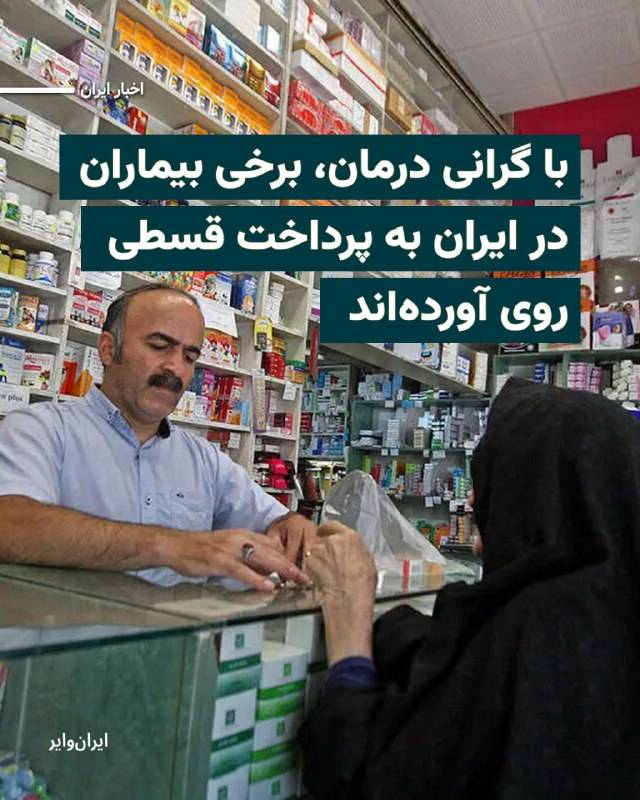 اخبار ایران
با گرانی درمان، برخی بیماران
در ایران به پرداخت قسطی
روی آورده‌اند
ایران‌وایر